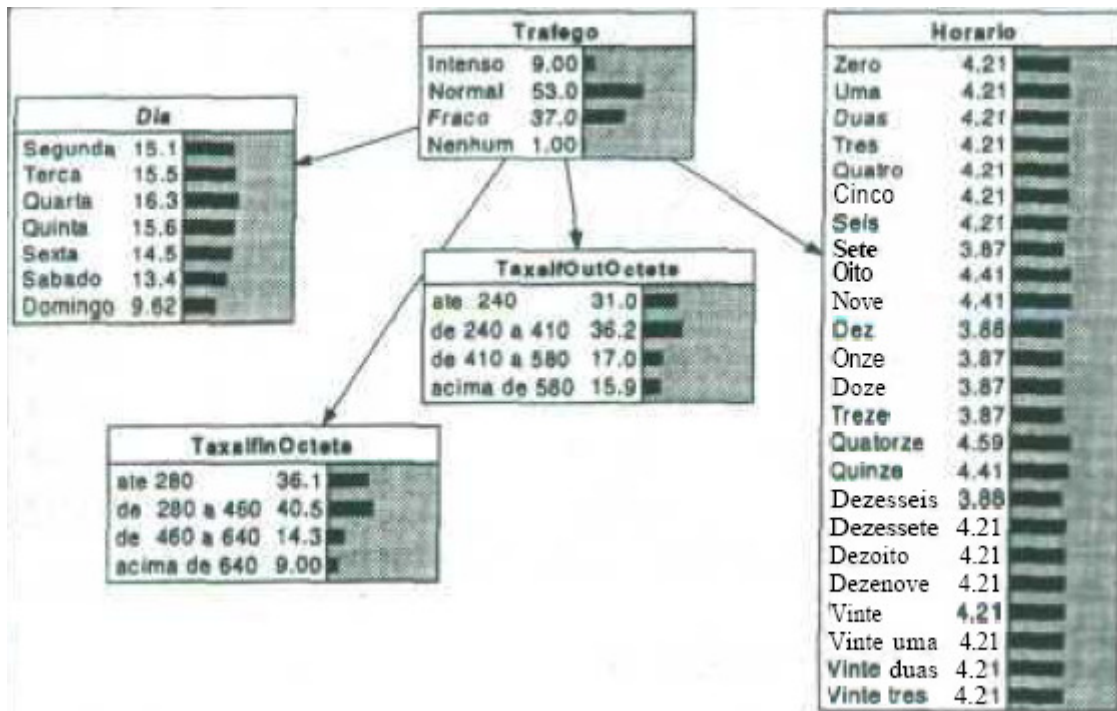 Trafego
Intenso 9.00
Normal 53.0
Fraco 37.0
Nenhum 1.00
Dia
Segunda 15.1
Terca 15.5
Quarta 16.3
Quinta 15.6
Sexta 14.5
Sabado 13.4
Domingo 9.62
TaxaIfOutOctets
ate 240 31.0
de 240 a 410 36.2
de 410 a 580 17.0
acima de 580 15.9
TaxaIfInOctets
ate 280 36.1
de 280 a 460 40.5
de 460 a 640 14.3
acima de 640 9.00
Horario
Zero 4.21
Uma 4.21
Duas 4.21
Tres 4.21
Quatro 4.21
Cinco 4.21
Seis 4.21
Sete 3.87
Oito 4.41
Nove 4.41
Dez 3.88
Onze 3.87
Doze 3.87
Treze 3.87
Quatorze 4.59
Quinze 4.41
Dezesseis 3.88
Dezessete 4.21
Dezoito 4.21
Dezenove 4.21
Vinte 4.21
Vinte uma 4.21
Vinte duas 4.21
Vinte tres 4.21